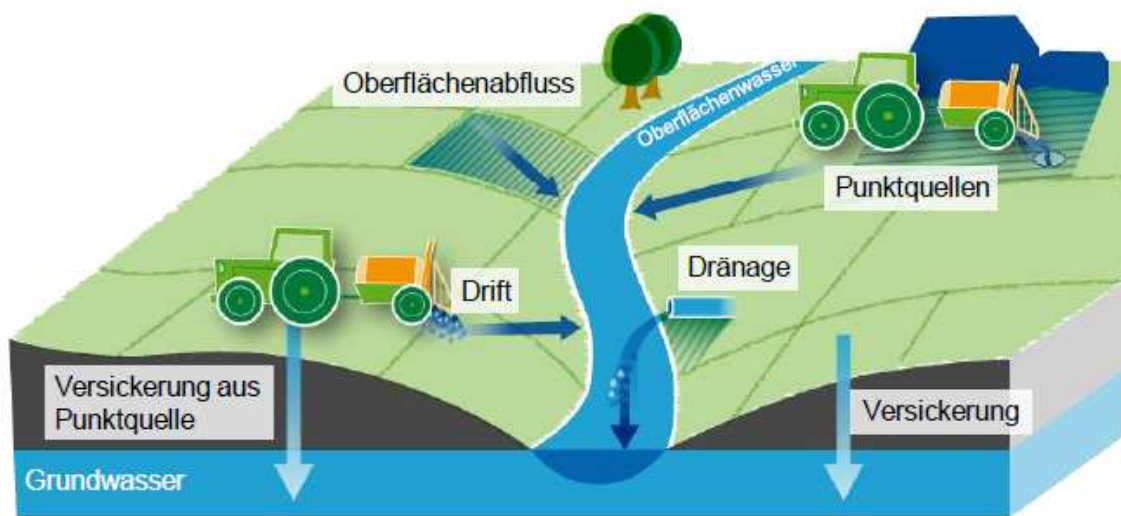 Oberflächenabfluss
Oberflächenwasser
Punktquellen
Dränage
Drift
Versickerung aus
Punktquelle
Versickerung
Grundwasser